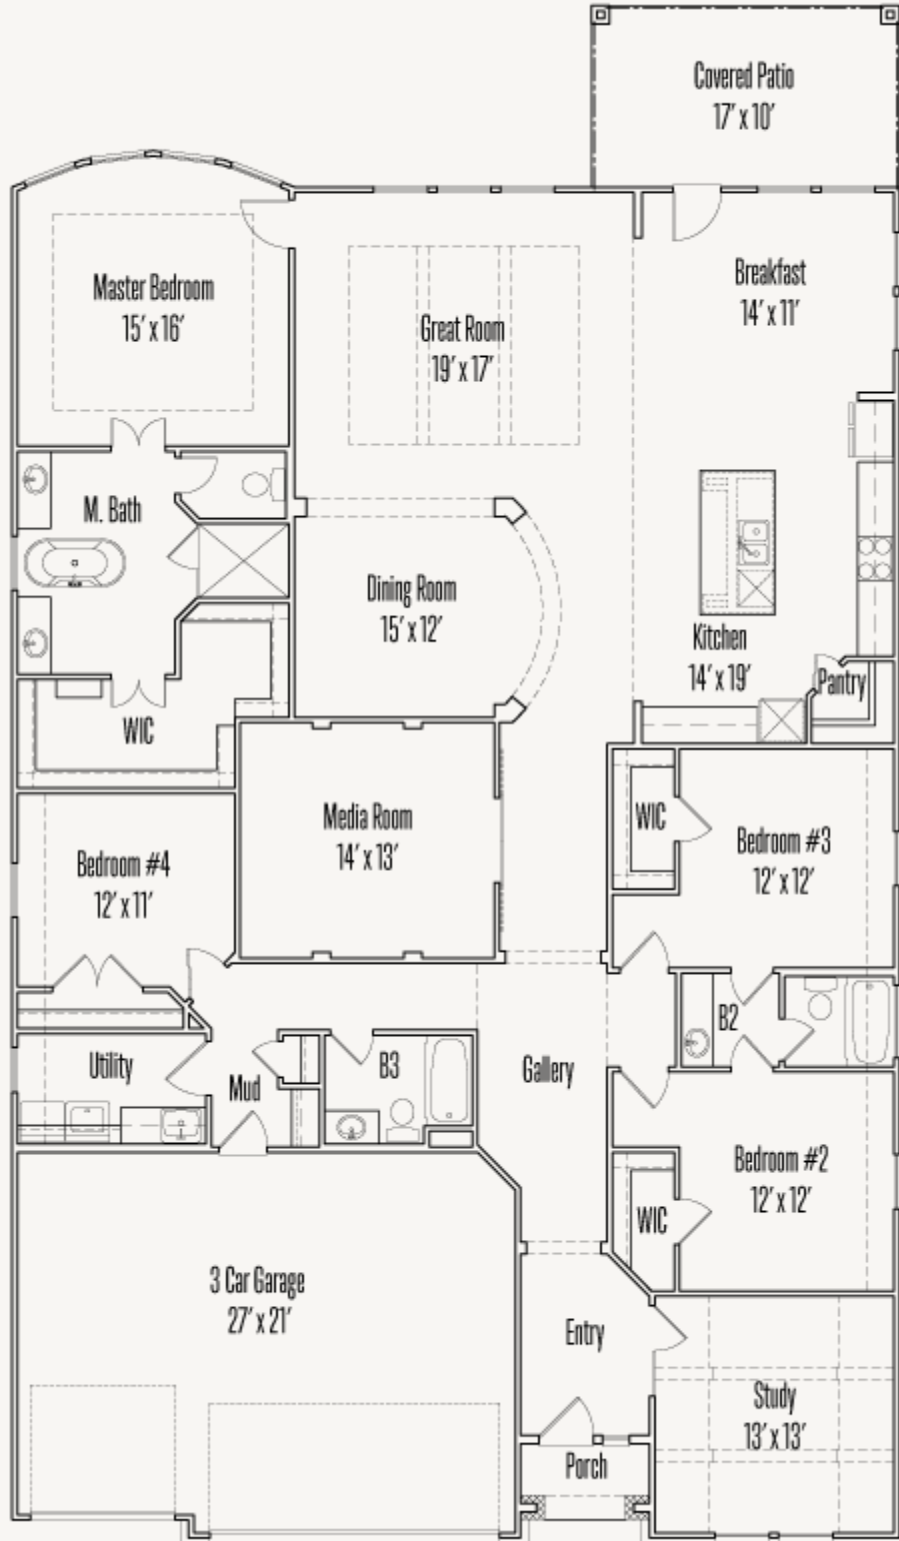 Covered Patio
17' x 10'
Master Bedroom
15' x 16'
Great Room
19' x 17'
Breakfast
14' x 11'
M. Bath
Dining Room
15' x 12'
Kitchen
14' x 19'
Pantry
WIC
Media Room
14' x 13'
WIC
Bedroom #3
12' x 12'
Bedroom #4
12' x 11'
B2
Utility
Mud
B3
Gallery
Bedroom #2
12' x 12'
WIC
3 Car Garage
27' x 21'
Entry
Study
13' x 13'
Porch